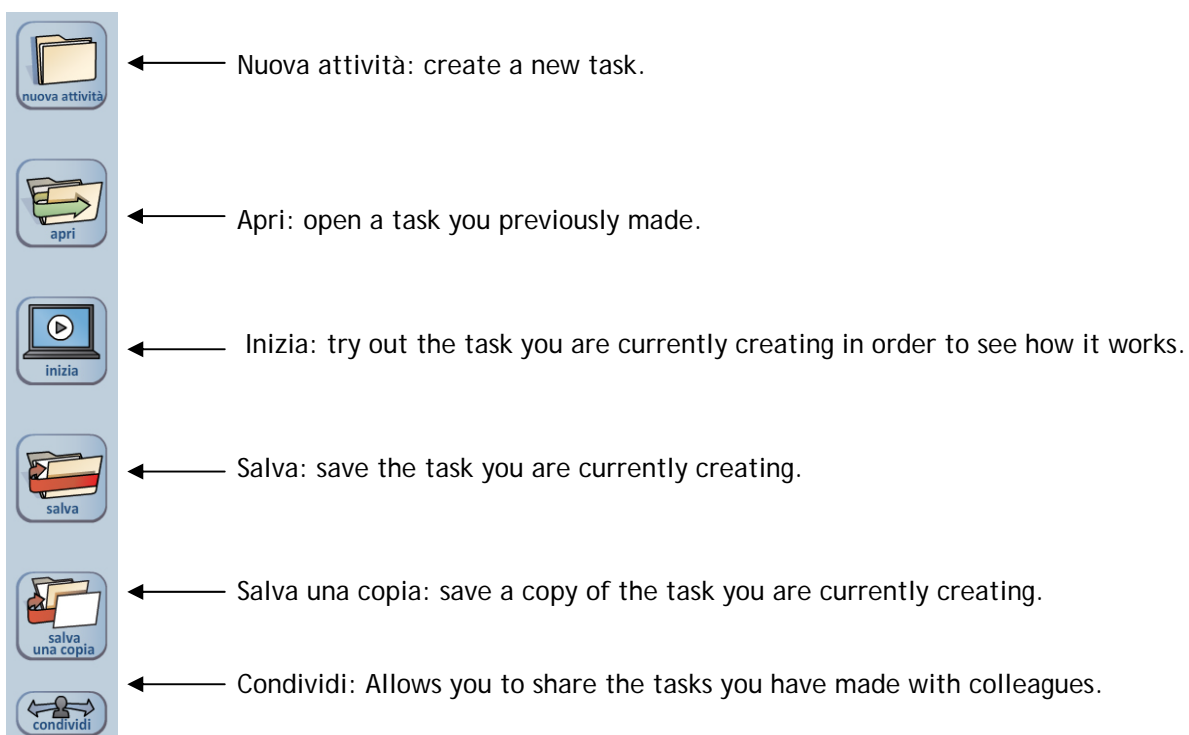 nuova attività
Nuova attività: create a new task.
apri
Apri: open a task you previously made.
inizia
Inizia: try out the task you are currently creating in order to see how it works.
salva
Salva: save the task you are currently creating.
salva
una copia
Salva una copia: save a copy of the task you are currently creating.
condividi
Condividi: Allows you to share the tasks you have made with colleagues.